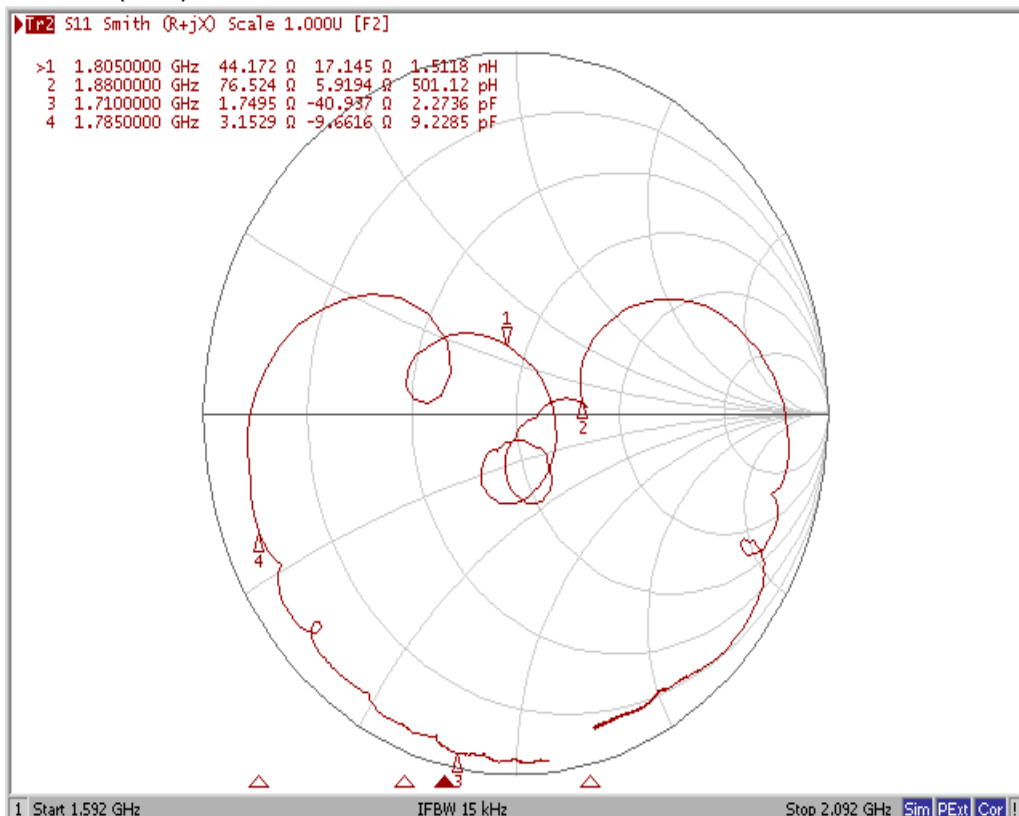 Tr2 S11 Smith (R+jX) Scale 1.000U [F2]
>1 1.8050000 GHz 44.172 Ω 17.145 Ω 1.5118 nH
2 1.8800000 GHz 76.524 Ω 5.9194 Ω 501.12 pH
3 1.7100000 GHz 1.7495 Ω -40.937 Ω 2.2736 pF
4 1.7850000 GHz 3.1529 Ω -9.6616 Ω 9.2285 pF
1
2
4
3
1 Start 1.592 GHz IFBW 15 kHz Stop 2.092 GHz Sim PExt Cor !